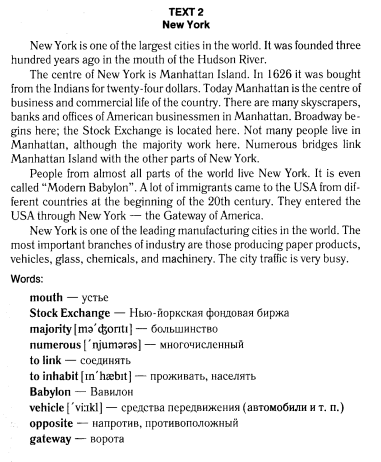 TEXT 2
New York
New York is one of the largest cities in the world. It was founded three
hundred years ago in the mouth of the Hudson River.
The centre of New York is Manhattan Island. In 1626 it was bought
from the Indians for twenty-four dollars. Today Manhattan is the centre of
business and commercial life of the country. There are many skyscrapers,
banks and offices of American businessmen in Manhattan. Broadway be-
gins here; the Stock Exchange is located here. Not many people live in
Manhattan, although the majority work here. Numerous bridges link
Manhattan Island with the other parts of New York.
People from almost all parts of the world live New York. It is even
called “Modern Babylon”. A lot of immigrants came to the USA from dif-
ferent countries at the beginning of the 20th century. They entered the
USA through New York — the Gateway of America.
New York is one of the leading manufacturing cities in the world. The
most important branches of industry are those producing paper products,
vehicles, glass, chemicals, and machinery. The city traffic is very busy.
Words:
mouth — устье
Stock Exchange — Нью-йоркская фондовая биржа
majority [mə'ʤorıtı] — большинство
numerous ['njumərəs] — многочисленный
to link — соединять
to inhabit [ın'hæbıt] — проживать, населять
Babylon — Вавилон
vehicle ['vi:ıkl] — средства передвижения (автомобили и т. п.)
opposite — напротив, противоположный
gateway — ворота